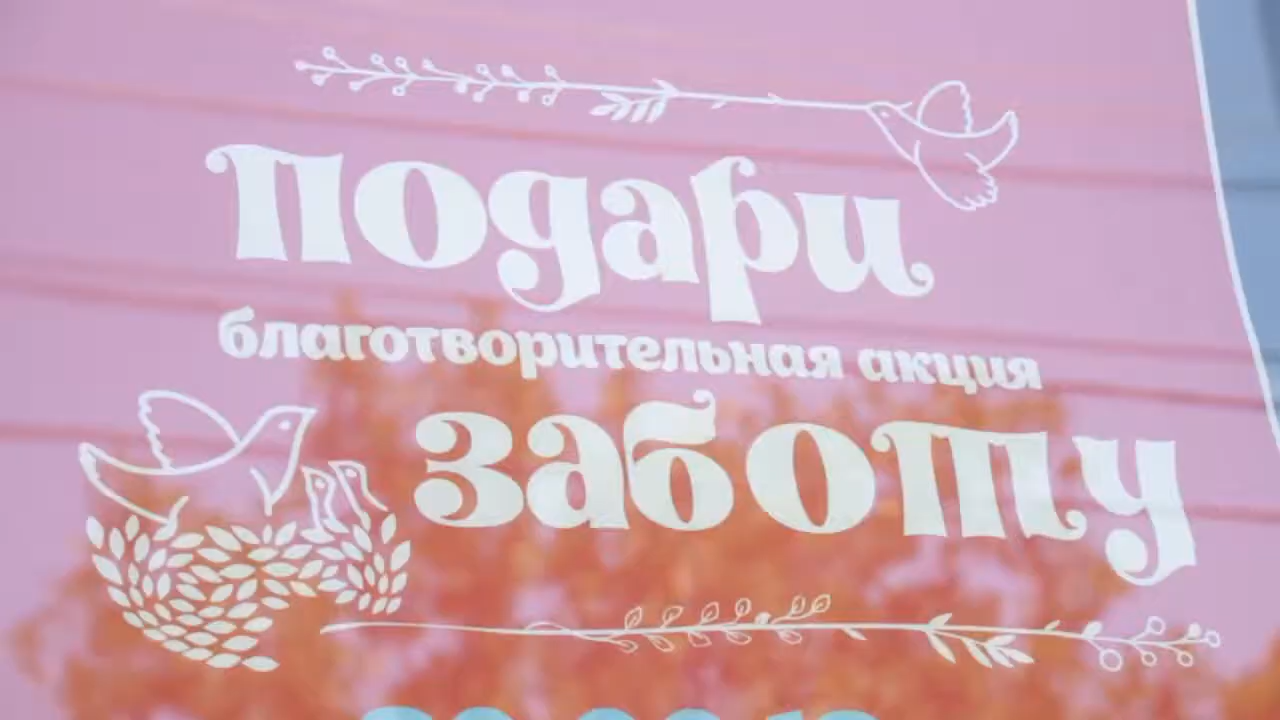 подари
благотворительная акция
заботу